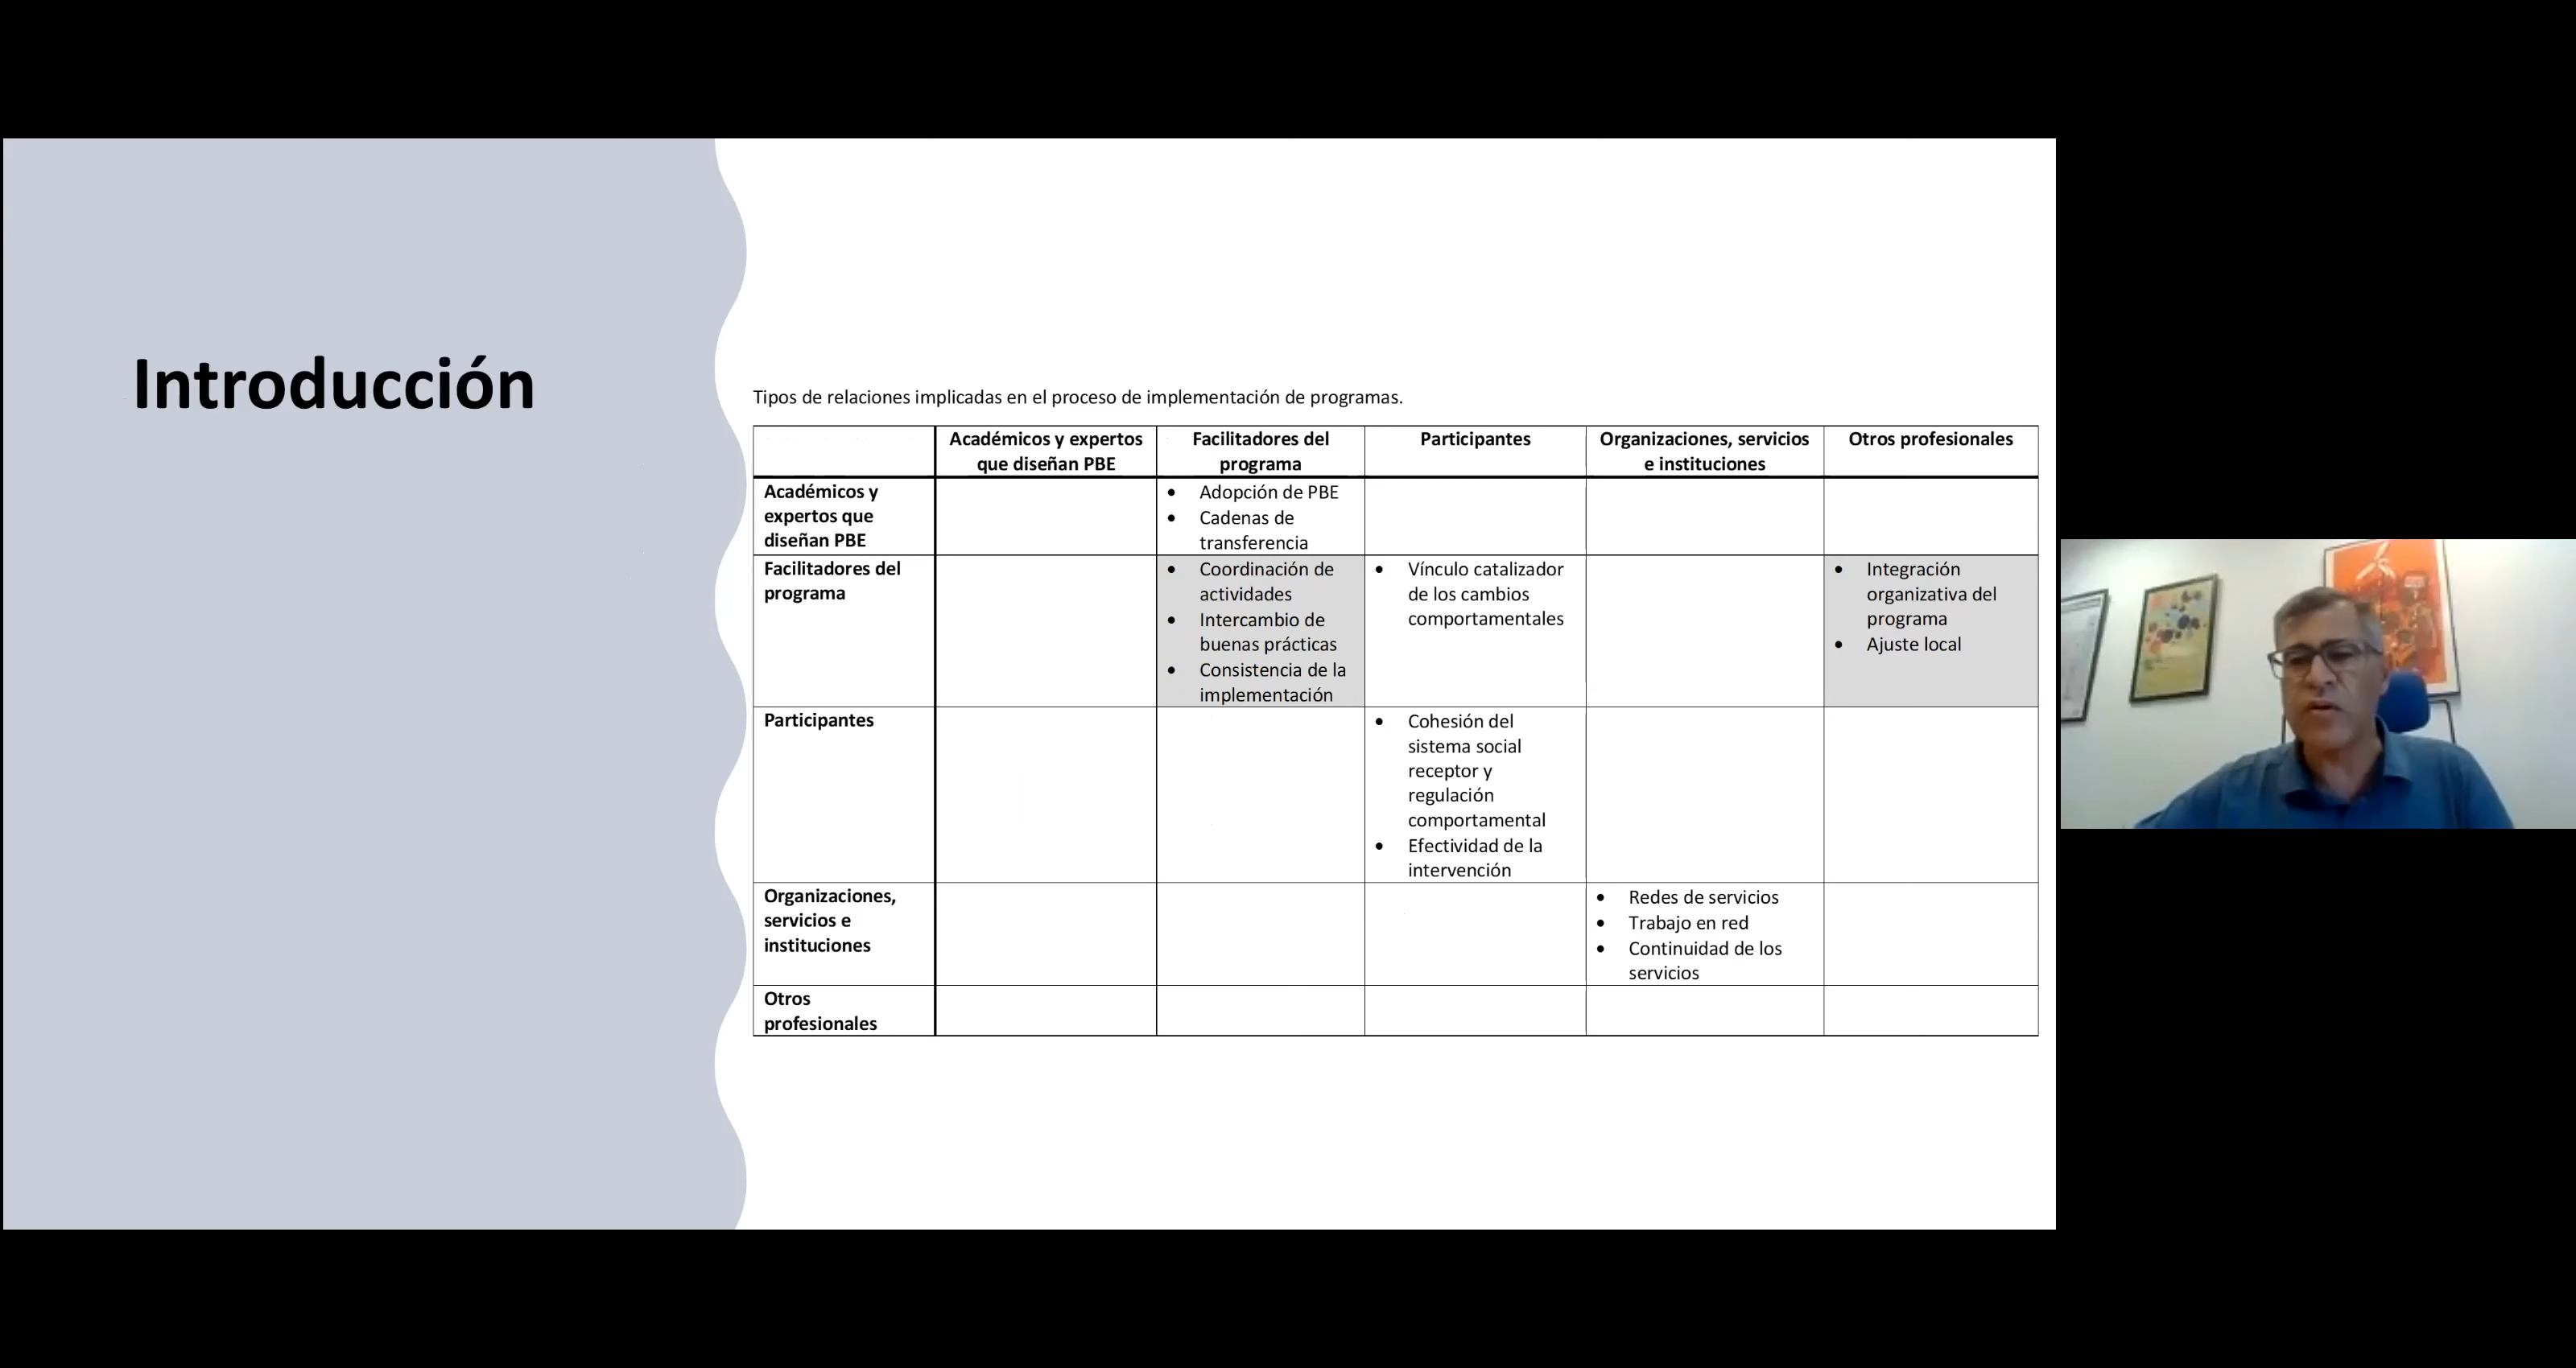 Introducción
Tipos de relaciones implicadas en el proceso de implementación de programas.
Académicos y expertos
que diseñan PBE
Facilitadores del
programa
Participantes
Organizaciones, servicios
e instituciones
Otros profesionales
Académicos y
expertos que
diseñan PBE
• Adopción de PBE
• Cadenas de
transferencia
Facilitadores del
programa
• Coordinación de
actividades
• Intercambio de
buenas prácticas
• Consistencia de la
implementación
• Vínculo catalizador
de los cambios
comportamentales
• Integración
organizativa del
programa
• Ajuste local
Participantes
• Cohesión del
sistema social
receptor y
regulación
comportamental
• Efectividad de la
intervención
Organizaciones,
servicios e
instituciones
• Redes de servicios
• Trabajo en red
• Continuidad de los
servicios
Otros
profesionales